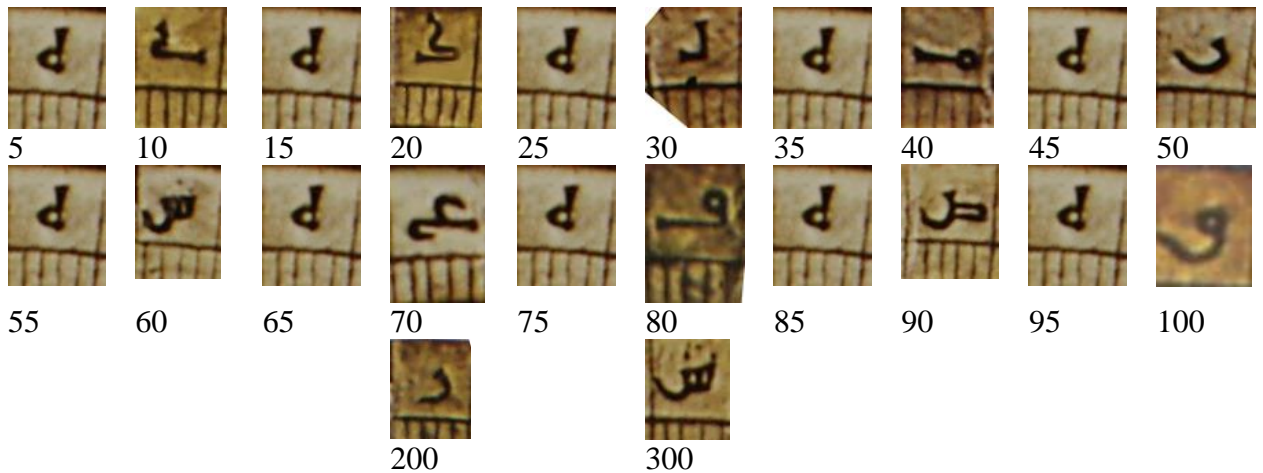 ه ي ه ك ه ل ه م ه ن
5 10 15 20 25 30 35 40 45 50
ه س ه ع ه ف ه ص ه ق
55 60 65 70 75 80 85 90 95 100
ر ش
200 300